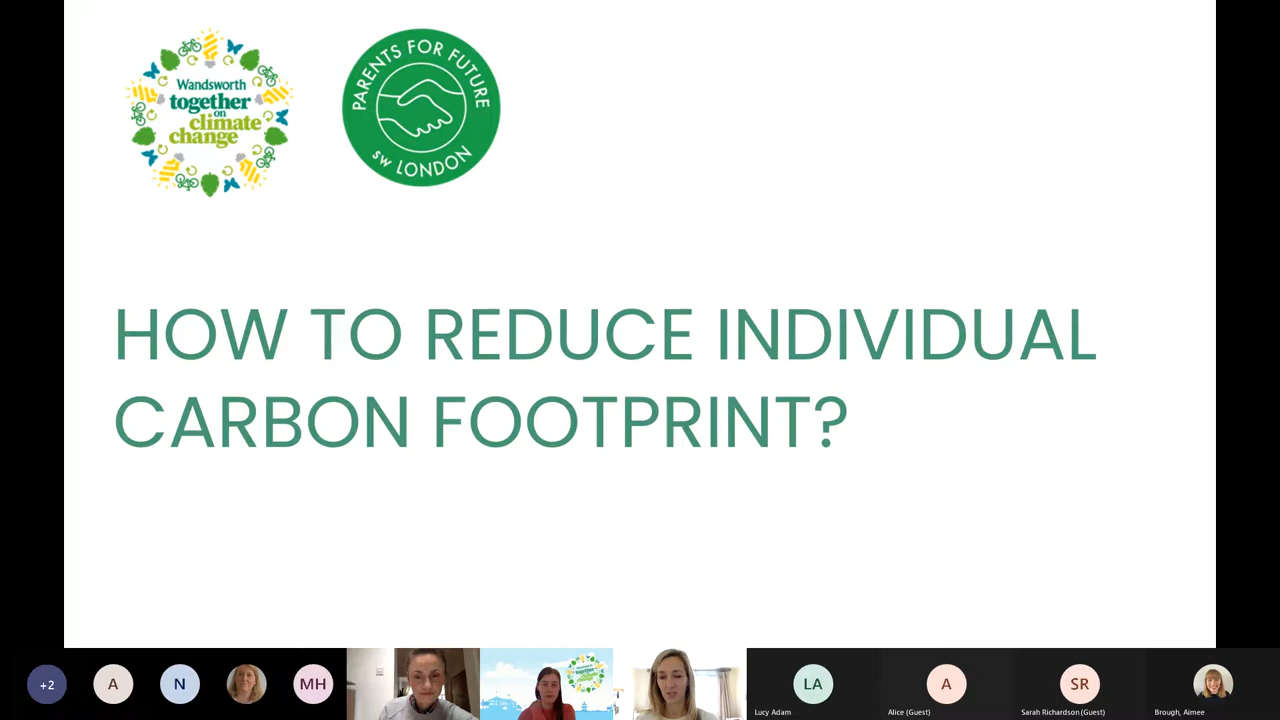 Wandsworth
together
on
climate
change
PARENTS FOR FUTURE
SW LONDON
HOW TO REDUCE INDIVIDUAL
CARBON FOOTPRINT?
+2
A
N
MH
LA
A
SR
Lucy Adam
Alice (Guest)
Sarah Richardson (Guest)
Brough, Aimee